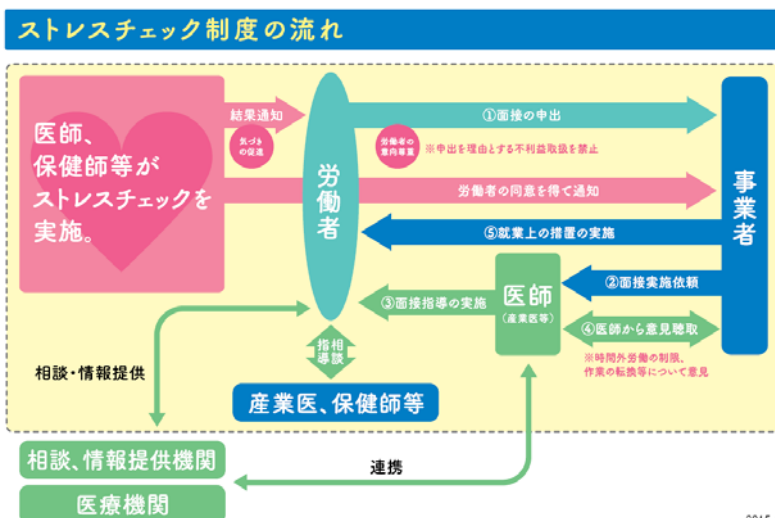 ストレスチェック制度の流れ
医師、
保健師等が
ストレスチェックを
実施。
結果通知
気づき
の促進
労働者
①面接の申出
労働者の
意向尊重
※申出を理由とする不利益取扱を禁止
労働者の同意を得て通知
事業者
⑤就業上の措置の実施
②面接実施依頼
医師
(産業医等)
③面接指導の実施
④医師から意見聴取
※時間外労働の制限、
作業の転換等について意見
相談
指導
産業医、保健師等
相談・情報提供
相談、情報提供機関
連携
医療機関